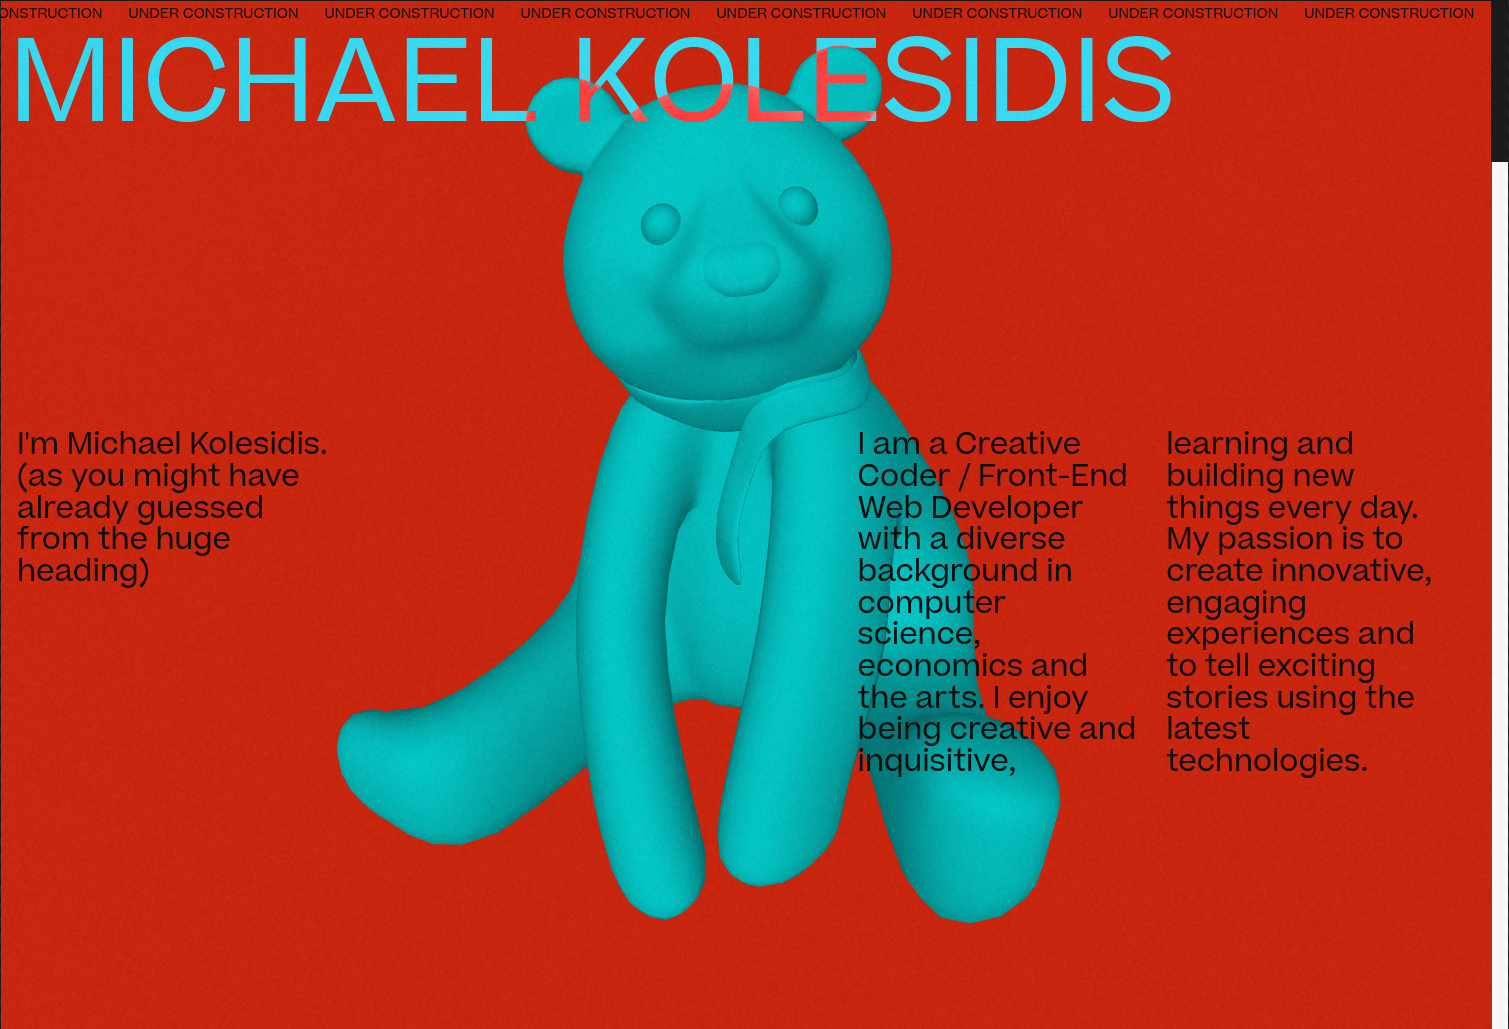 ONSTRUCTION UNDER CONSTRUCTION UNDER CONSTRUCTION UNDER CONSTRUCTION UNDER CONSTRUCTION UNDER CONSTRUCTION UNDER CONSTRUCTION UNDER CONSTRUCTION
MICHAEL KOLESIDIS
I'm Michael Kolesidis.
(as you might have
already guessed
from the huge
heading)
I am a Creative
Coder / Front-End
Web Developer
with a diverse
background in
computer
science,
economics and
the arts. I enjoy
being creative and
inquisitive,
learning and
building new
things every day.
My passion is to
create innovative,
engaging
experiences and
to tell exciting
stories using the
latest
technologies.